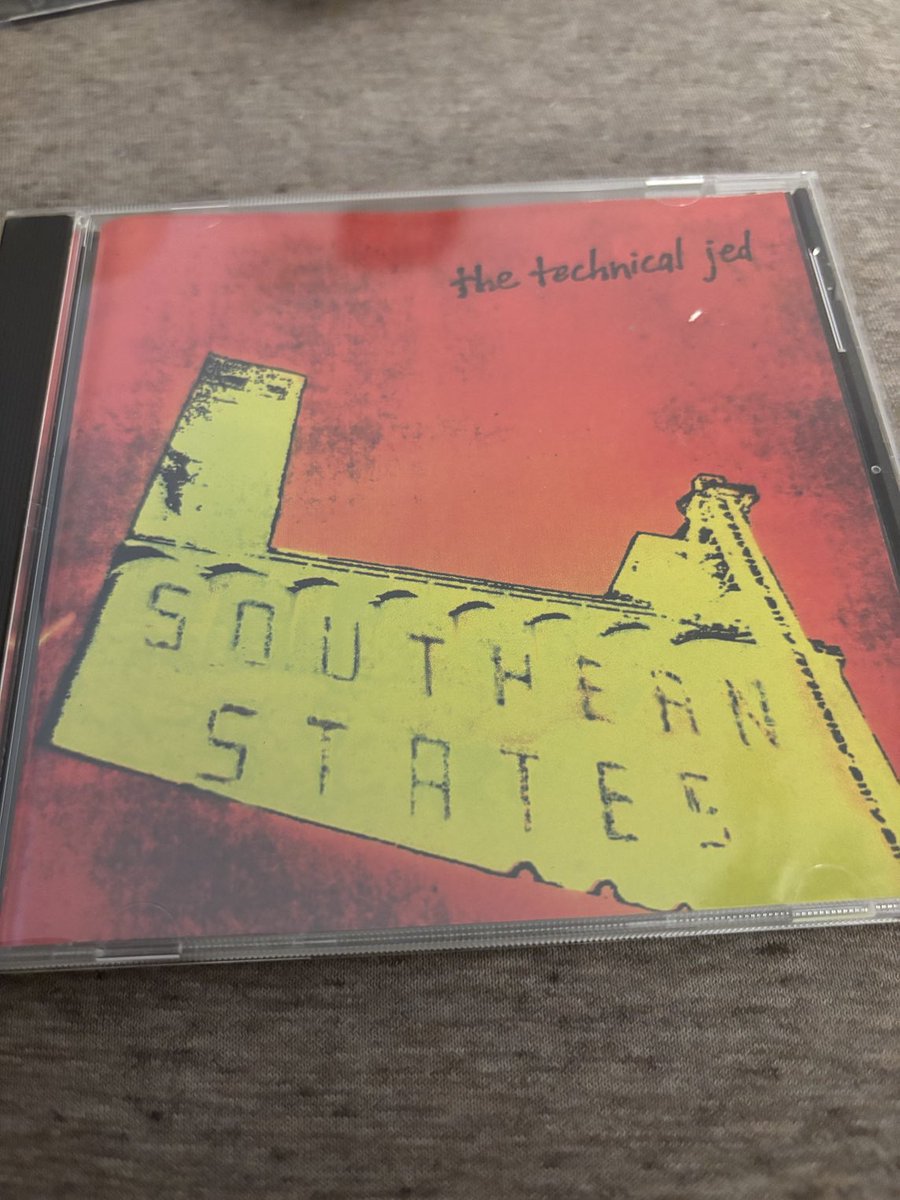 the technical jed
SOUTHERN
STATES